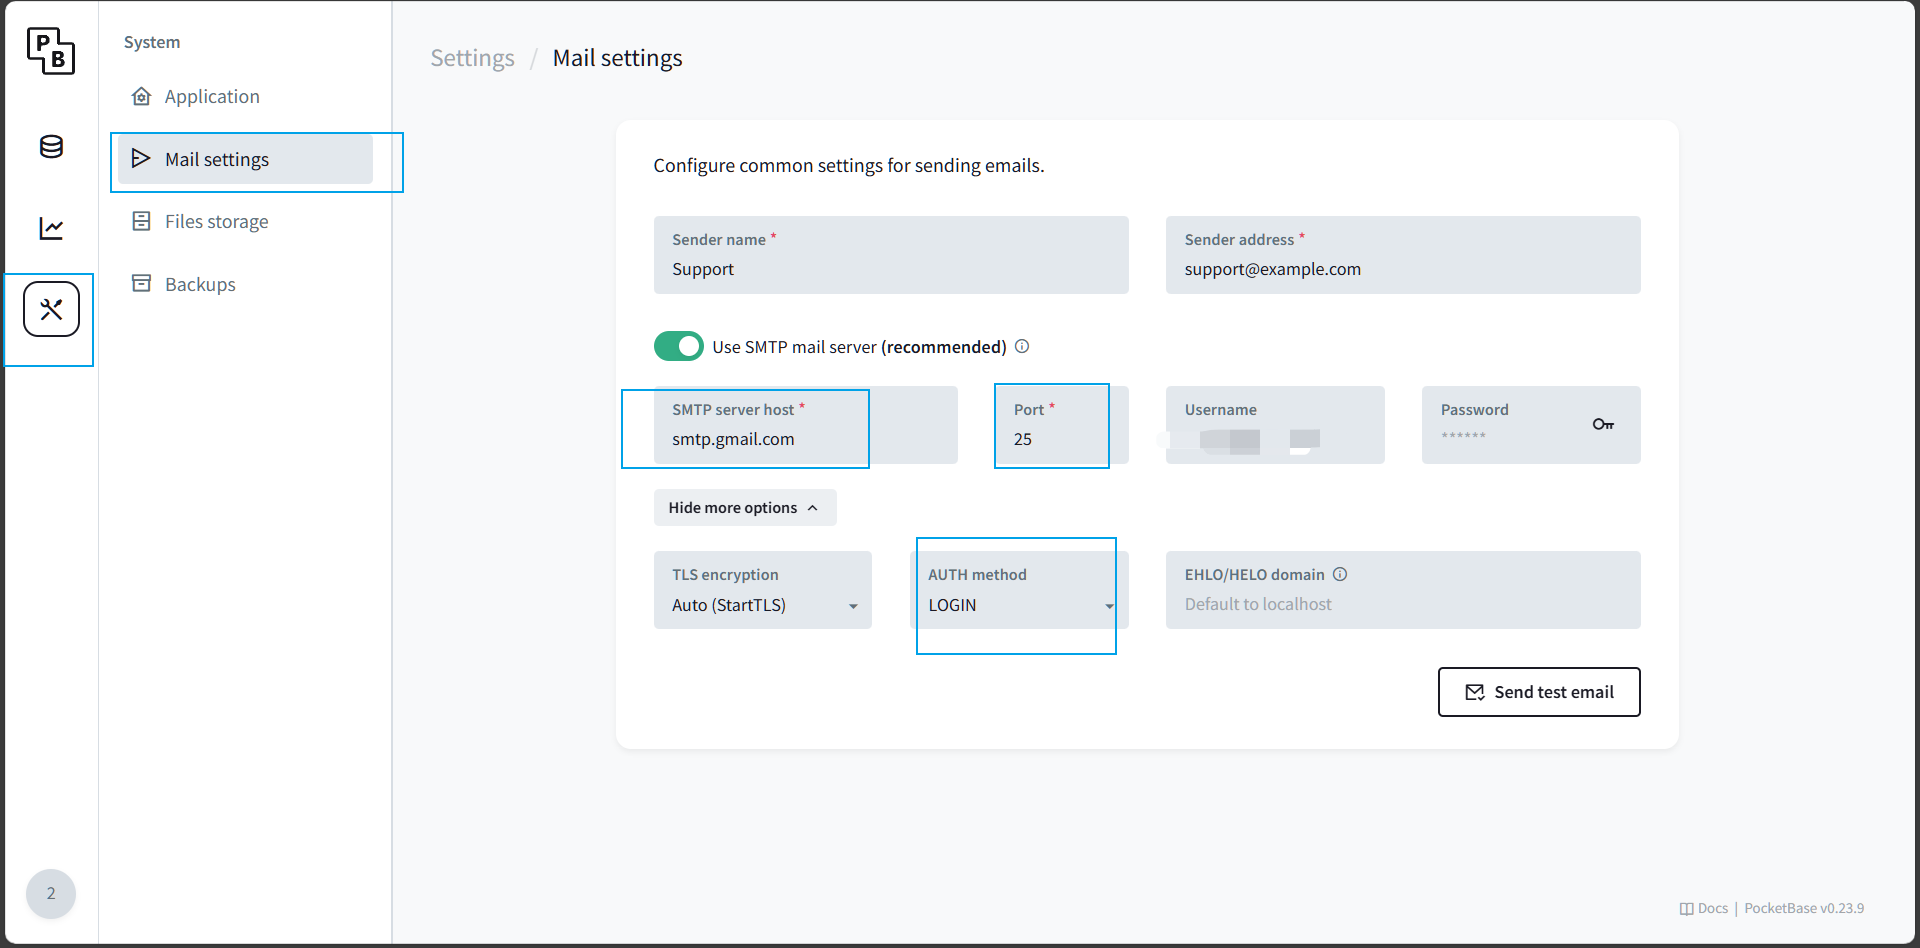 P
B
System
Application
Mail settings
Files storage
Backups
2
Settings / Mail settings
Configure common settings for sending emails.
Sender name *
Support
Sender address *
support@example.com
Use SMTP mail server (recommended)
SMTP server host *
smtp.gmail.com
Port *
25
Username
Password
******
Hide more options
TLS encryption
Auto (StartTLS)
AUTH method
LOGIN
EHLO/HELO domain
Default to localhost
Send test email
Docs | PocketBase v0.23.9